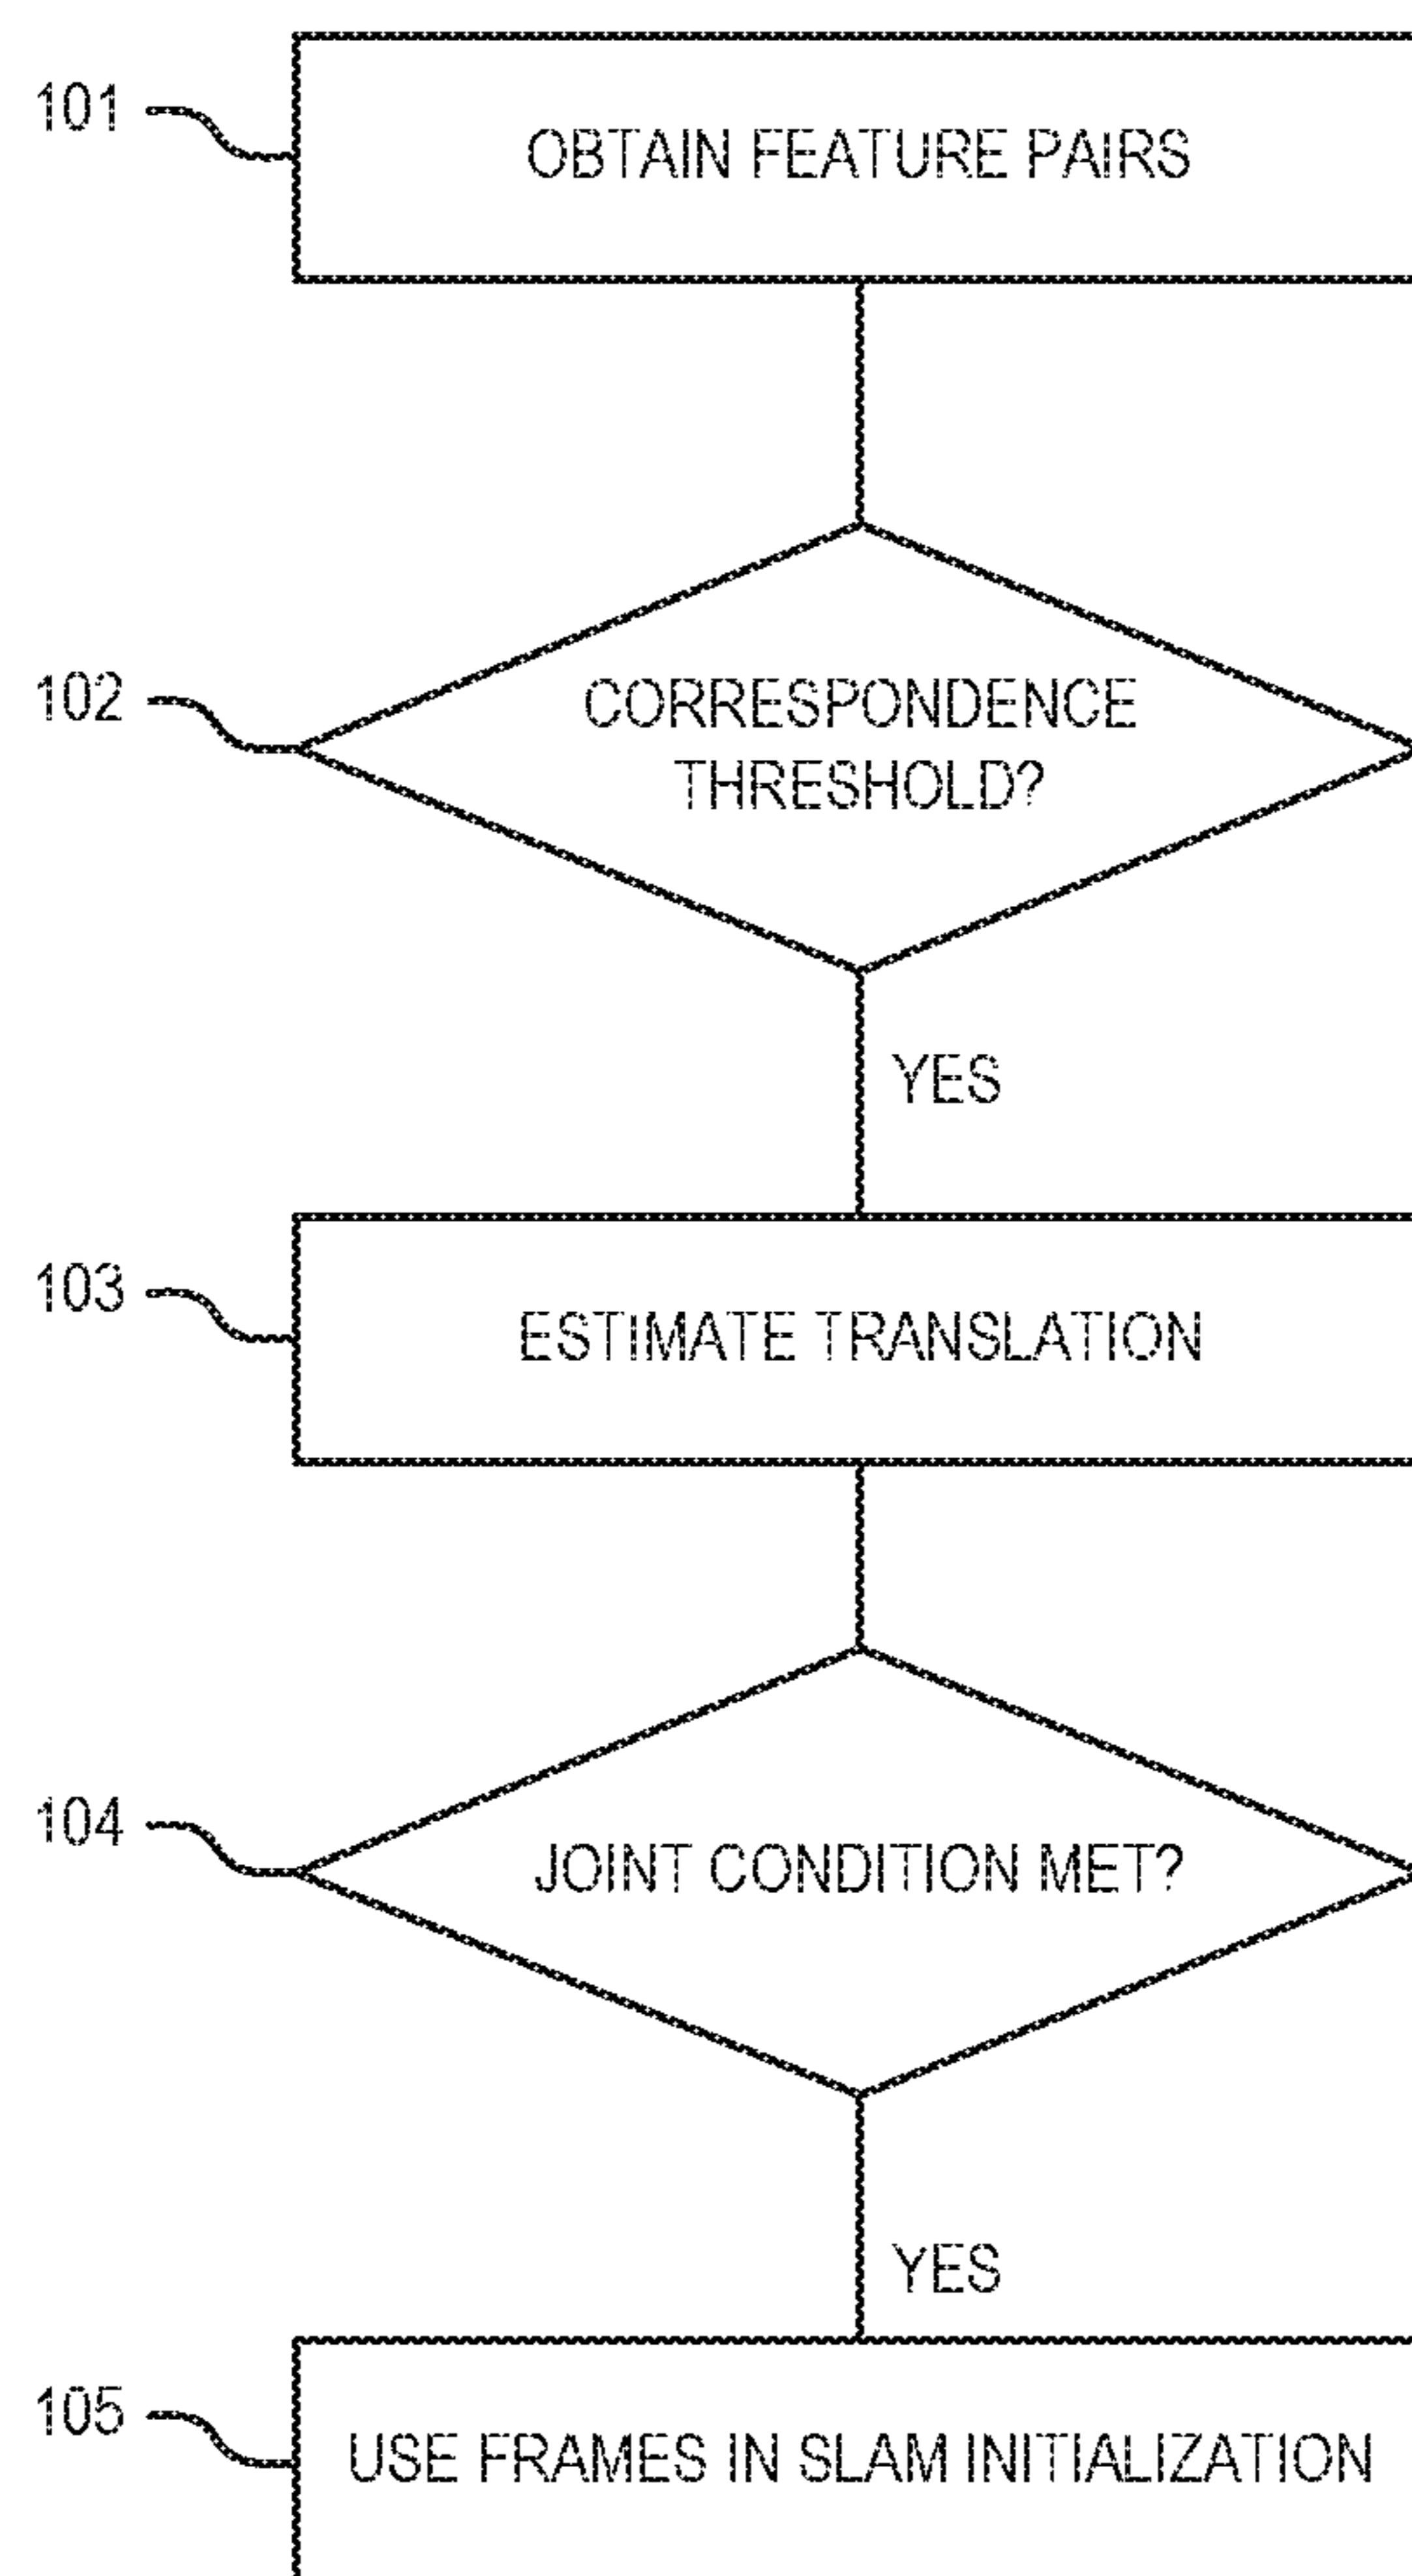 101
OBTAIN FEATURE PAIRS
102
CORRESPONDENCE
THRESHOLD?
YES
103
ESTIMATE TRANSLATION
104
JOINT CONDITION MET?
YES
105
USE FRAMES IN SLAM INITIALIZATION